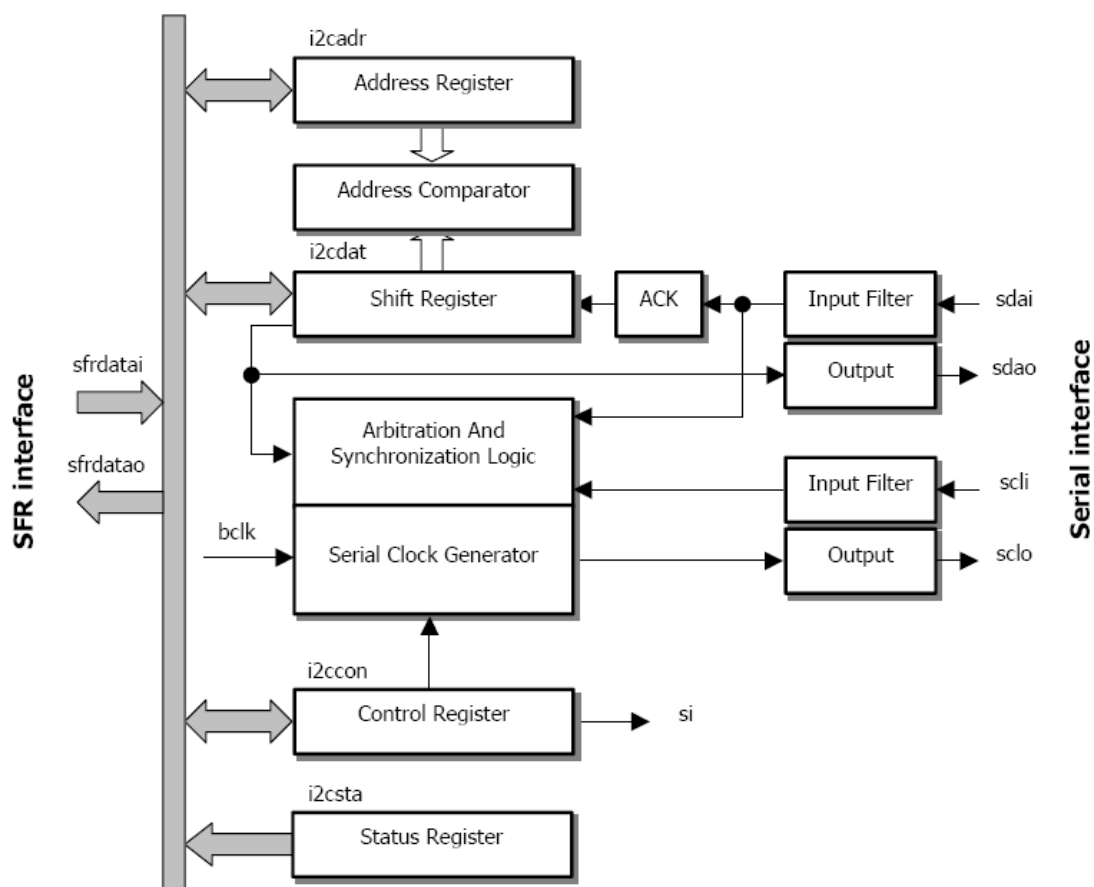 i2cadr
Address Register
Address Comparator
i2cdat
Shift Register
ACK
Input Filter
sdai
Output
sdao
sfrdatai
SFR interface
sfrdatao
Arbitration And
Synchronization Logic
Input Filter
scli
Serial interface
bclk
Serial Clock Generator
Output
sclo
i2ccon
Control Register
si
i2csta
Status Register